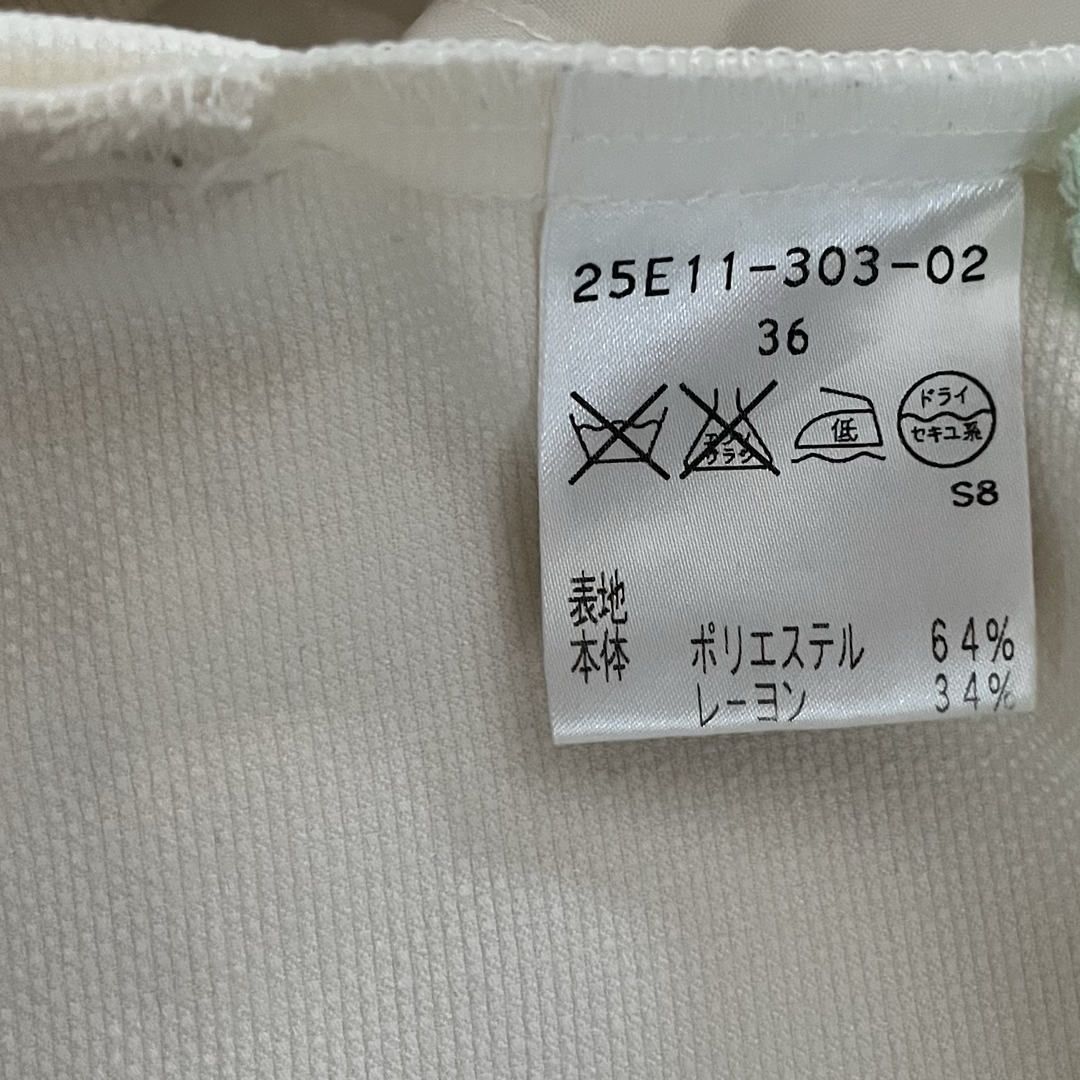 25E11-303-02
36
低
ドライ
セキユ系
S8
表地
本体 ポリエステル 64%
レーヨン 34%